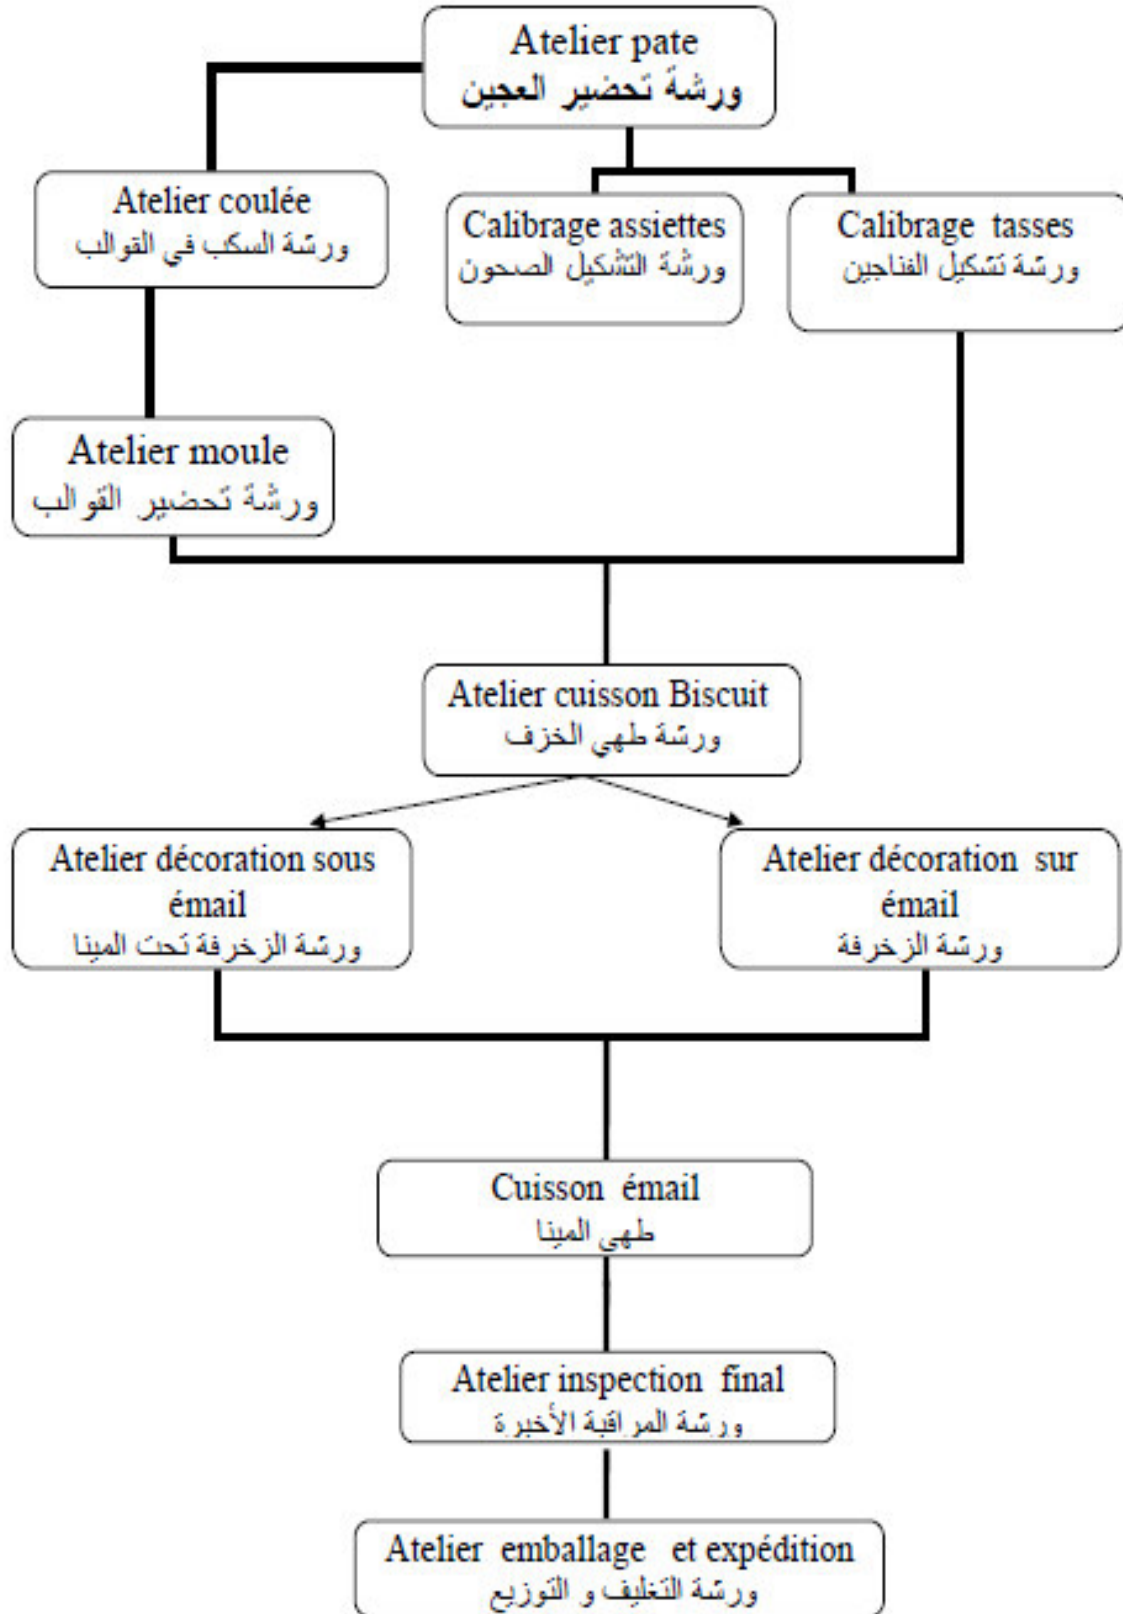 Atelier pate
ورشة تحضير العجين
Atelier coulée
ورشة السكب في القوالب
Calibrage assiettes
ورشة التشكيل الصحون
Calibrage tasses
ورشة تشكيل الفناجين
Atelier moule
ورشة تحضير القوالب
Atelier cuisson Biscuit
ورشة طهي الخزف
Atelier décoration sous
émail
ورشة الزخرفة تحت المينا
Atelier décoration sur
émail
ورشة الزخرفة
Cuisson émail
طهي المينا
Atelier inspection final
ورشة المراقبة الأخيرة
Atelier emballage et expédition
ورشة التغليف و التوزيع